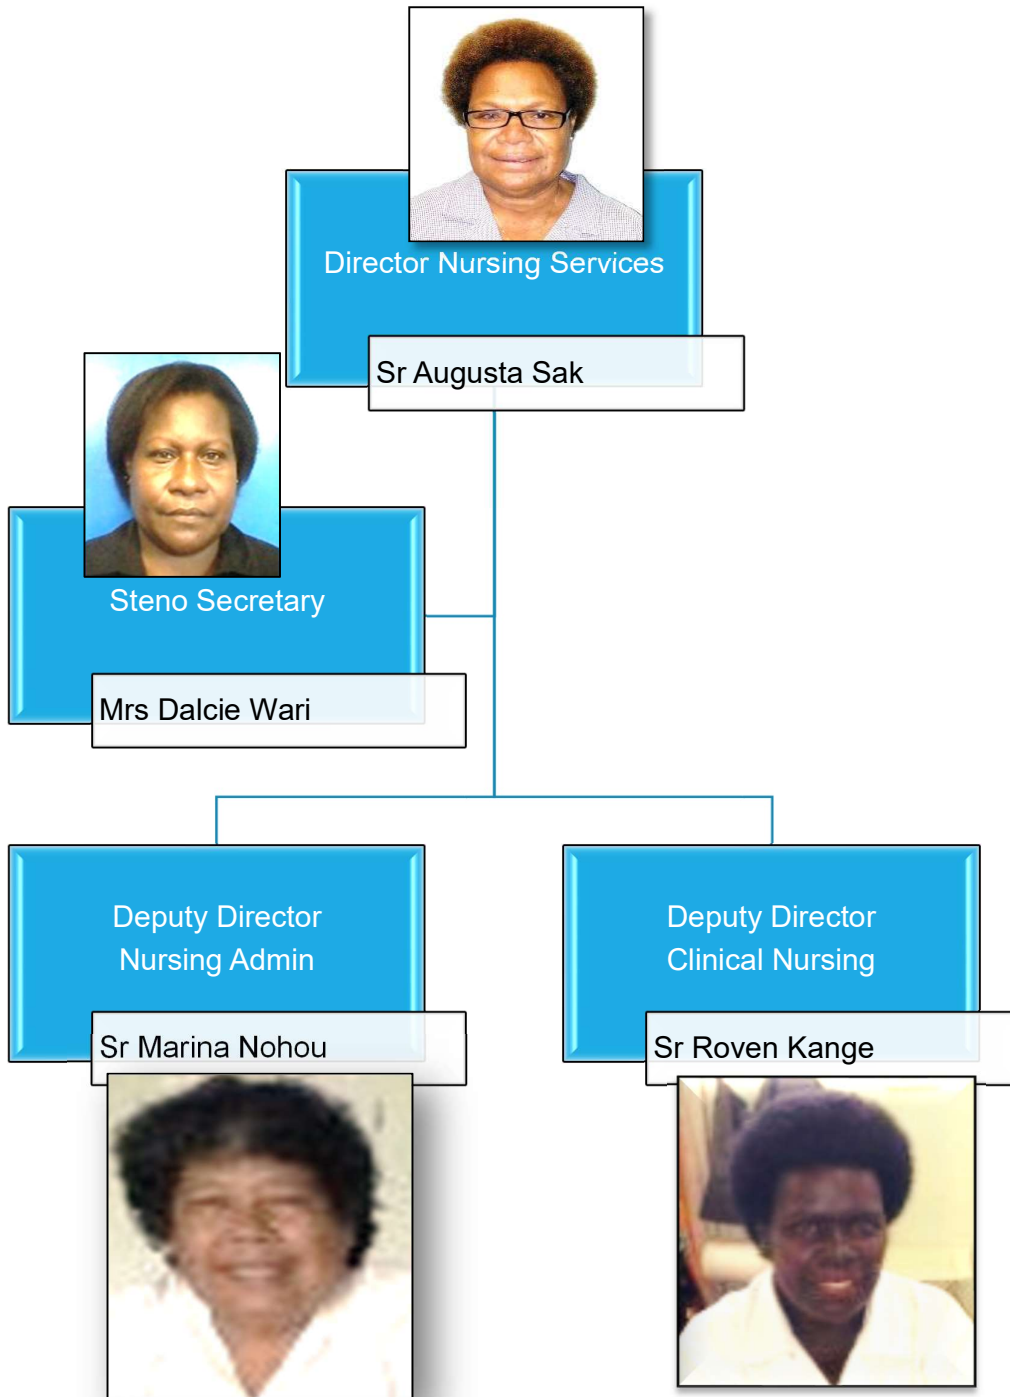 Director Nursing Services
Sr Augusta Sak
Steno Secretary
Mrs Dalcie Wari
Deputy Director
Nursing Admin
Sr Marina Nohou
Deputy Director
Clinical Nursing
Sr Roven Kange